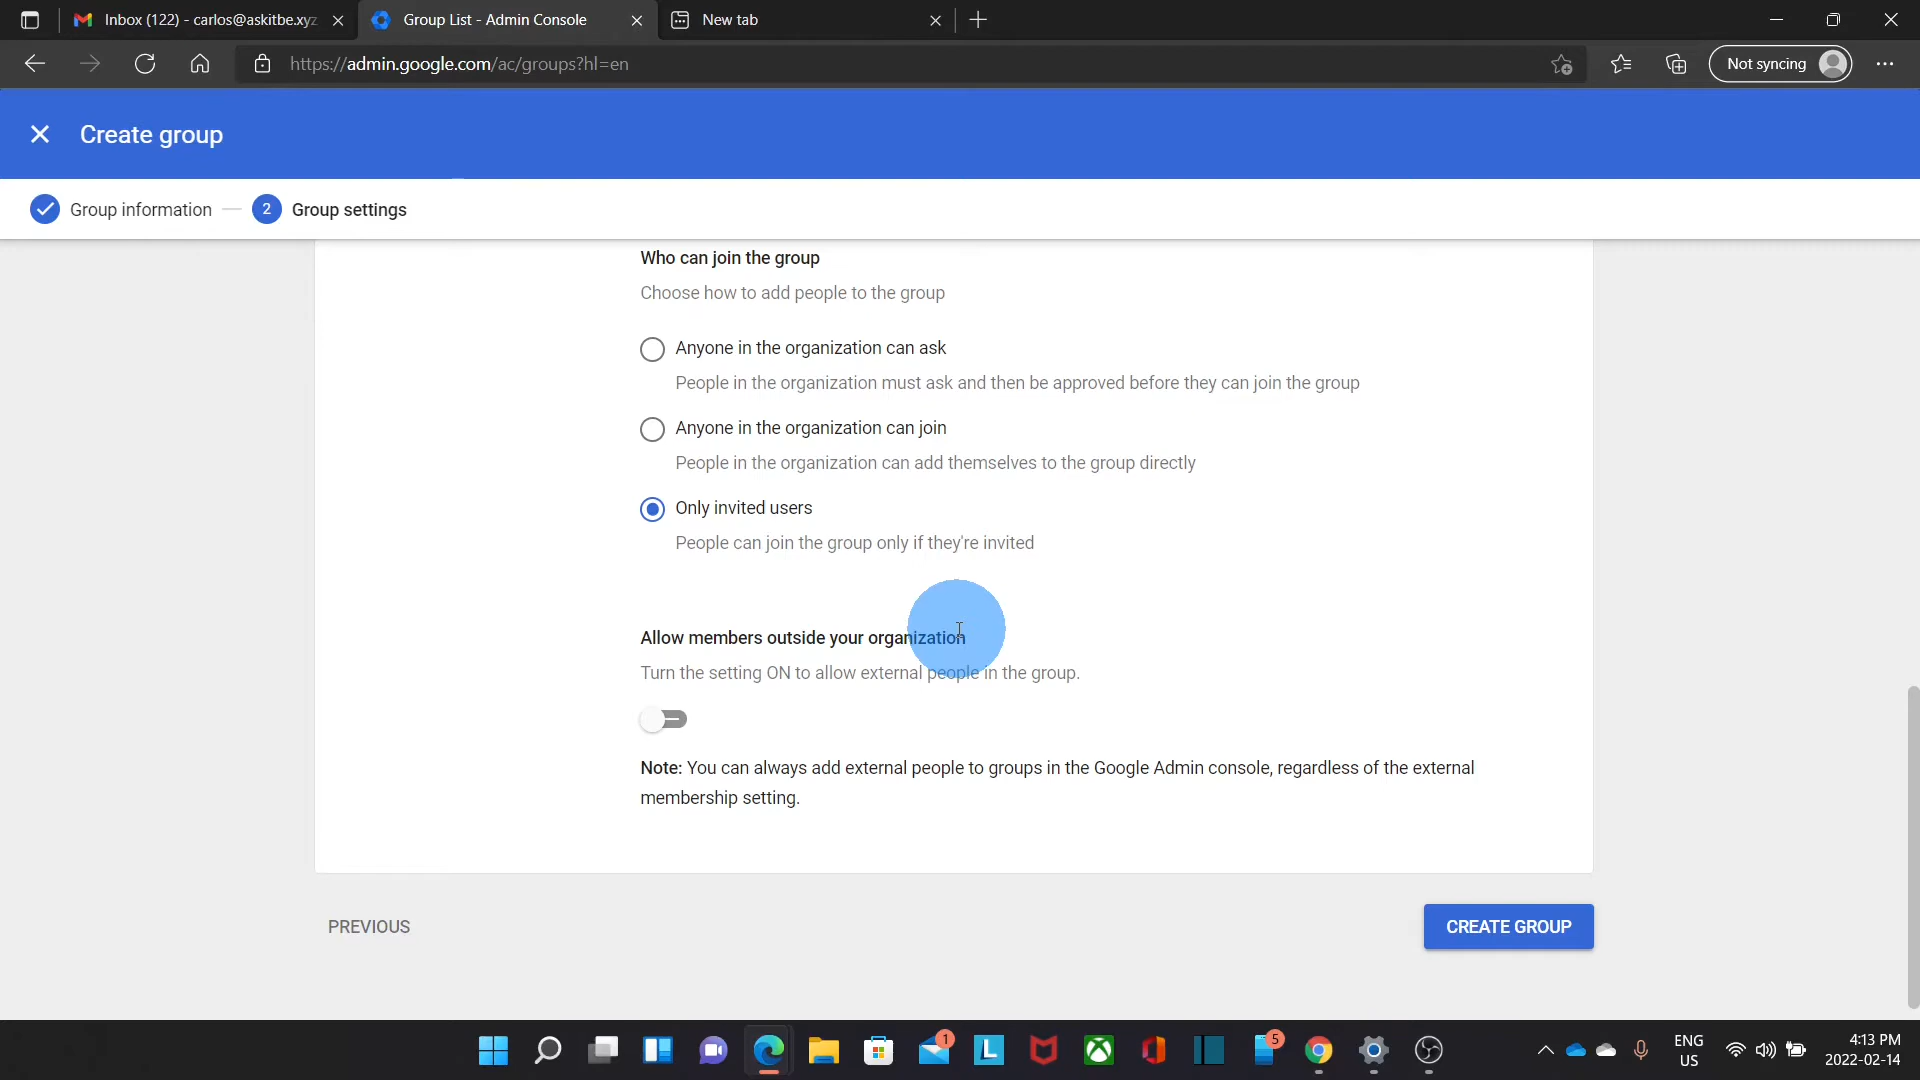 Inbox (122) - carlos@askitbe.xyz
Group List - Admin Console
New tab
https://admin.google.com/ac/groups?hl=en
Not syncing
Create group
Group information
2
Group settings
Who can join the group
Choose how to add people to the group
Anyone in the organization can ask
People in the organization must ask and then be approved before they can join the group
Anyone in the organization can join
People in the organization can add themselves to the group directly
Only invited users
People can join the group only if they're invited
Allow members outside your organization
Turn the setting ON to allow external people in the group.
Note: You can always add external people to groups in the Google Admin console, regardless of the external
membership setting.
PREVIOUS
CREATE GROUP
1
L
5
ENG
US
4:13 PM
2022-02-14